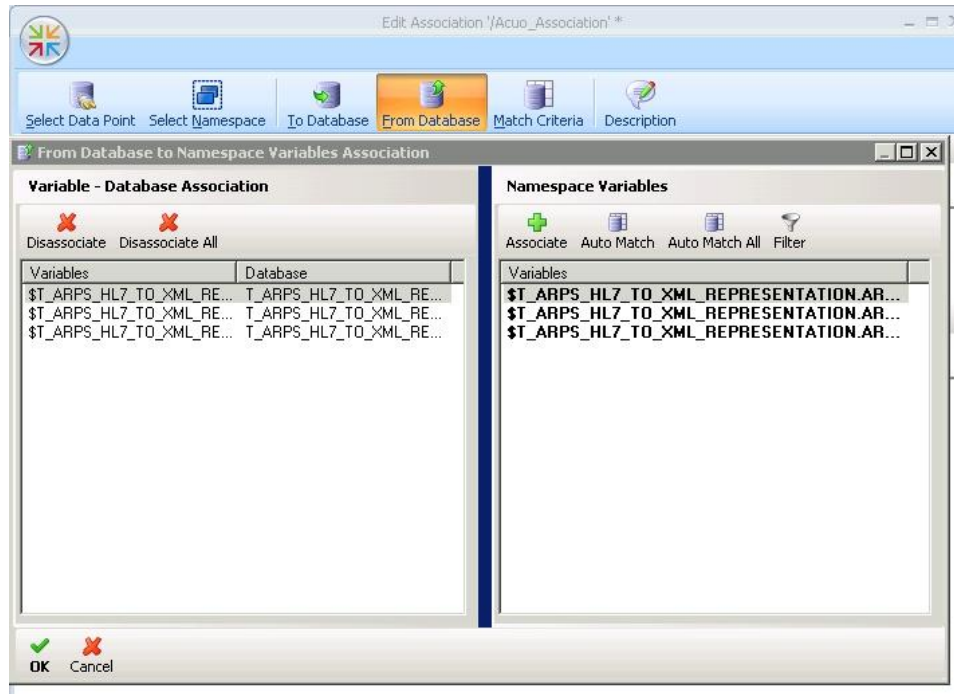 Edit Association '/Acuo_Association' *
Select Data Point Select Namespace To Database From Database Match Criteria Description
From Database to Namespace Variables Association
Variable - Database Association
Disassociate Disassociate All
Variables Database
$T_ARPS_HL7_TO_XML_RE... T_ARPS_HL7_TO_XML_RE...
$T_ARPS_HL7_TO_XML_RE... T_ARPS_HL7_TO_XML_RE...
$T_ARPS_HL7_TO_XML_RE... T_ARPS_HL7_TO_XML_RE...
Namespace Variables
Associate Auto Match Auto Match All Filter
Variables
$T_ARPS_HL7_TO_XML_REPRESENTATION.AR...
$T_ARPS_HL7_TO_XML_REPRESENTATION.AR...
$T_ARPS_HL7_TO_XML_REPRESENTATION.AR...
OK Cancel